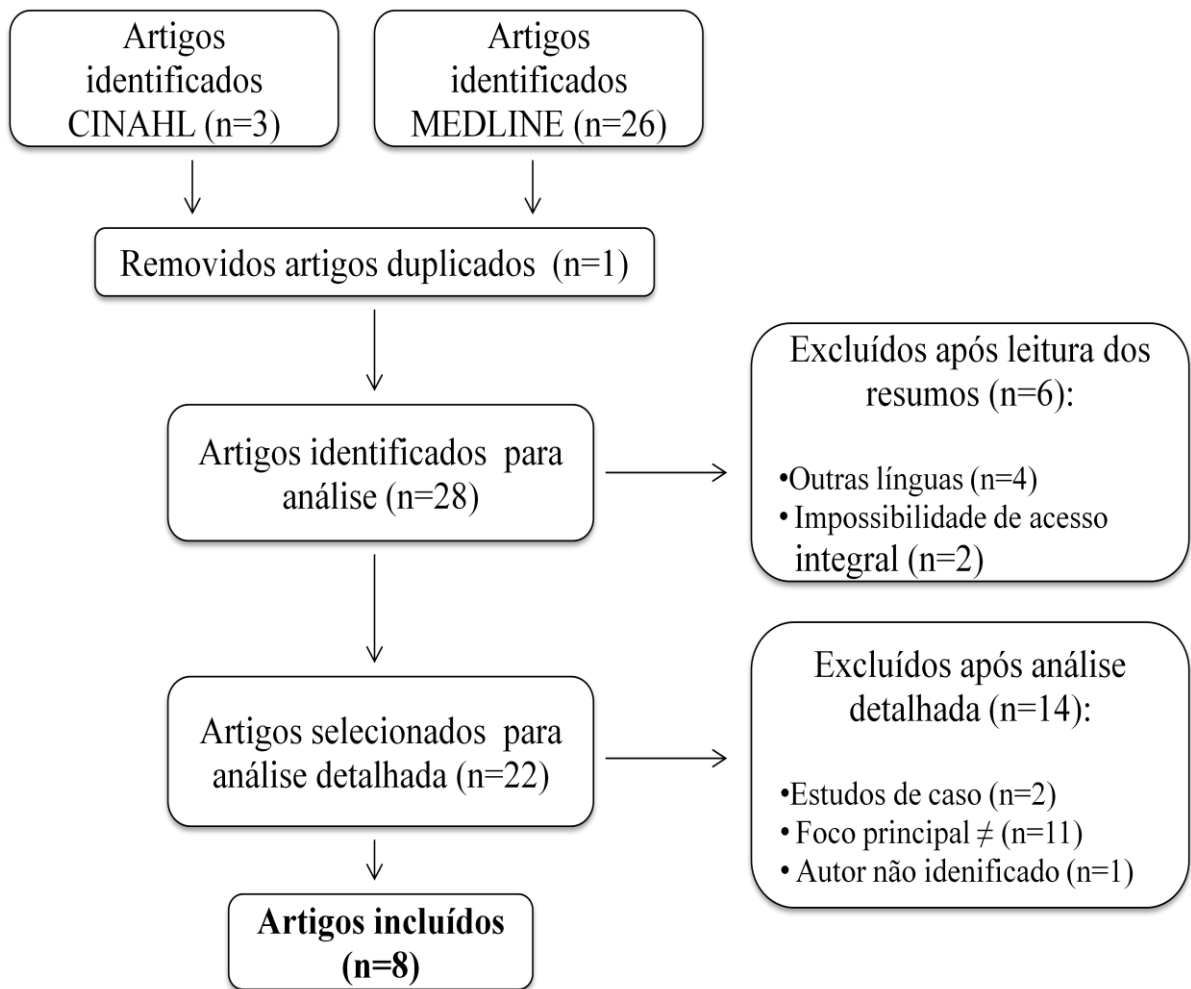 Artigos
identificados
CINAHL (n=3)
Artigos
identificados
MEDLINE (n=26)
Removidos artigos duplicados (n=1)
Artigos identificados para
análise (n=28)
Excluídos após leitura dos
resumos (n=6):
•Outras línguas (n=4)
• Impossibilidade de acesso
integral (n=2)
Artigos selecionados para
análise detalhada (n=22)
Excluídos após análise
detalhada (n=14):
•Estudos de caso (n=2)
• Foco principal ≠ (n=11)
• Autor não idenificado (n=1)
Artigos incluídos
(n=8)